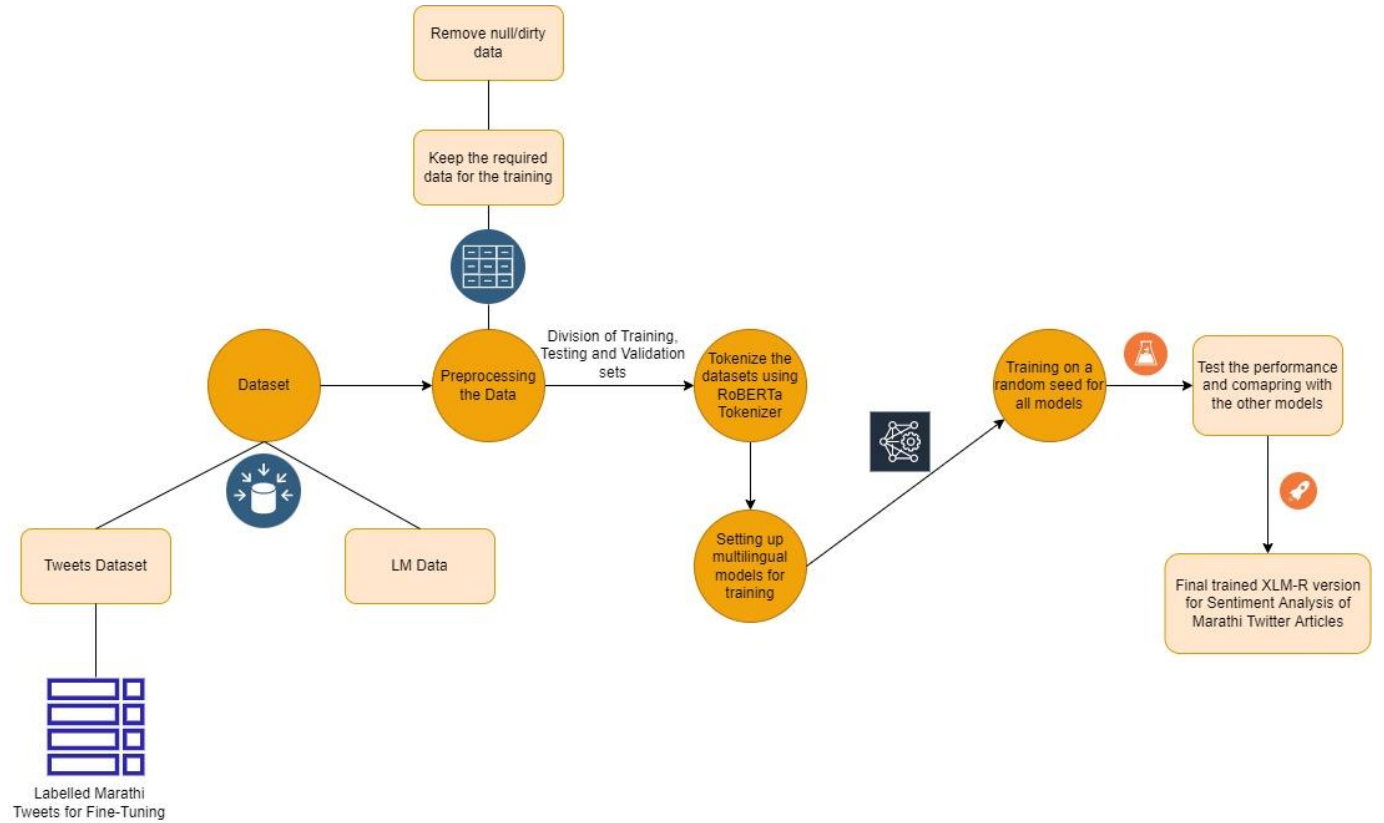 Remove null/dirty
data
Keep the required
data for the training
Dataset
Preprocessing
the Data
Division of Training,
Testing and Validation
sets
Tokenize the
datasets using
RoBERTa
Tokenizer
Training on a
random seed for
all models
Test the performance
and comapring with
the other models
Tweets Dataset
LM Data
Setting up
multilingual
models for
training
Final trained XLM-R version
for Sentiment Analysis of
Marathi Twitter Articles
Labelled Marathi
Tweets for Fine-Tuning